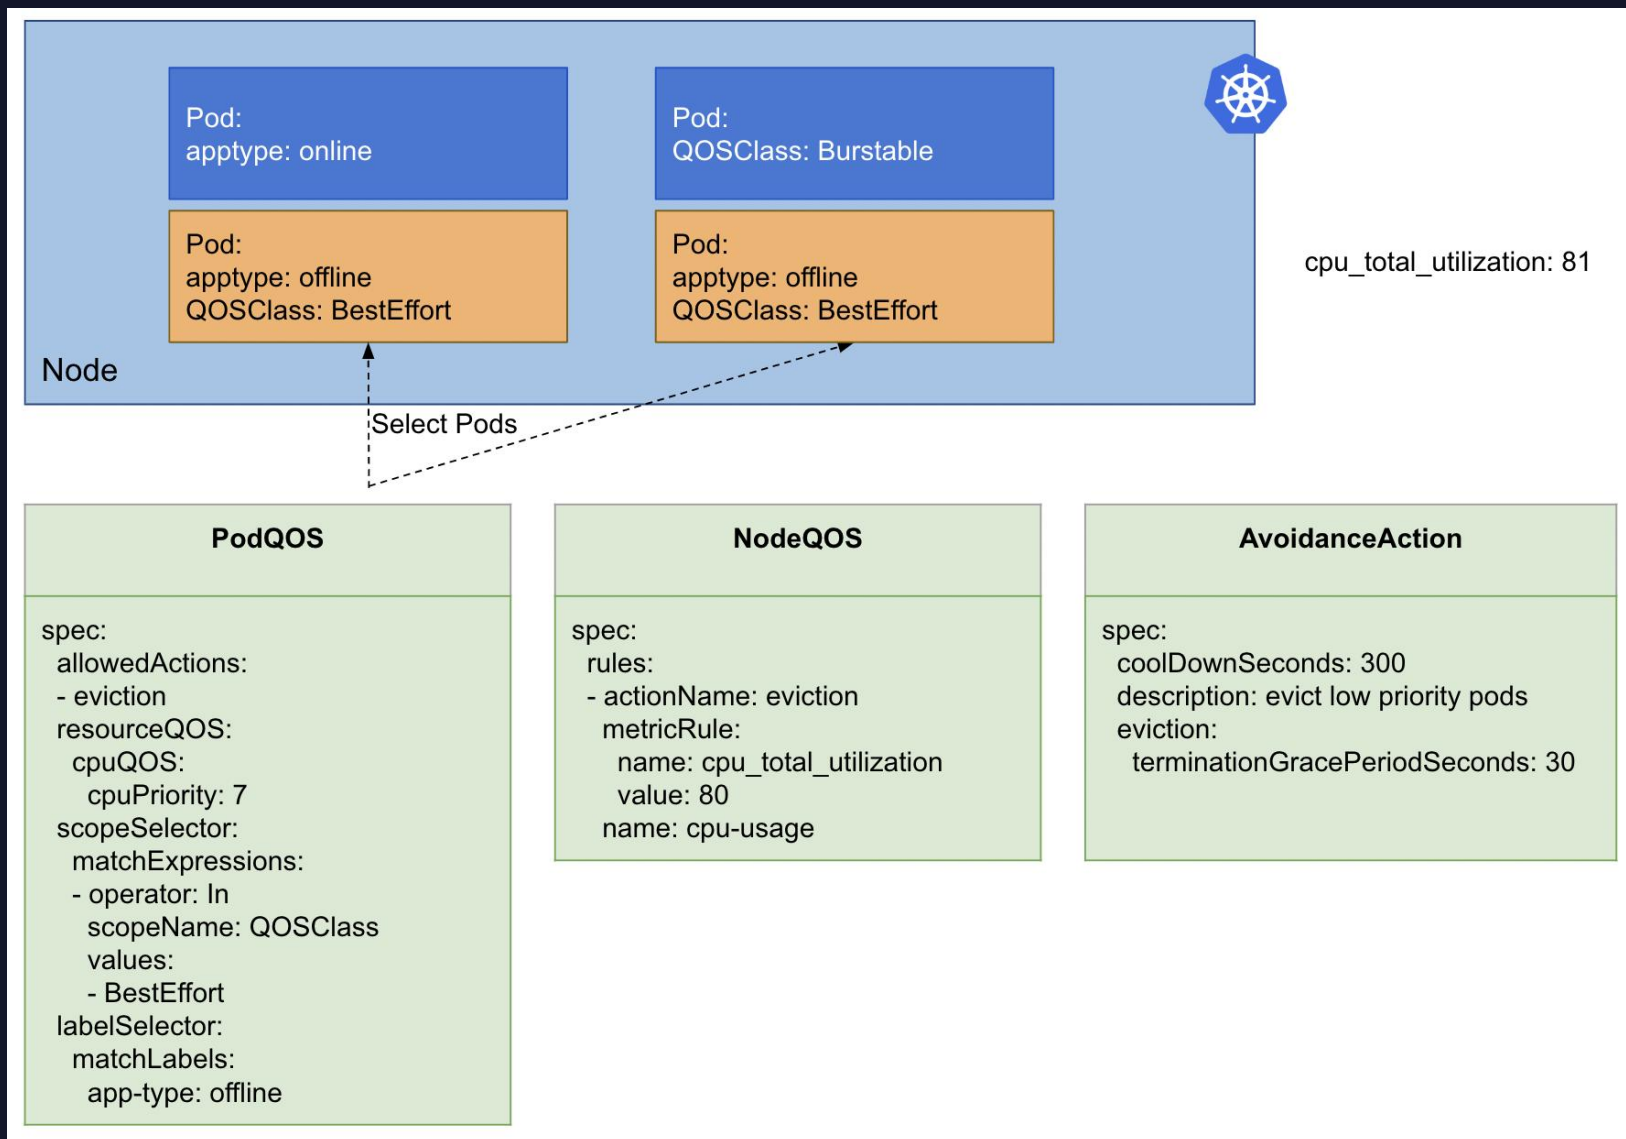 Pod:
apptype: online
Pod:
QOSClass: Burstable
Pod:
apptype: offline
QOSClass: BestEffort
Pod:
apptype: offline
QOSClass: BestEffort
cpu_total_utilization: 81
Node
Select Pods
PodQOS
spec:
allowedActions:
- eviction
resourceQOS:
cpuQOS:
cpuPriority: 7
scopeSelector:
matchExpressions:
- operator: In
scopeName: QOSClass
values:
- BestEffort
labelSelector:
matchLabels:
app-type: offline
NodeQOS
spec:
rules:
- actionName: eviction
metricRule:
name: cpu_total_utilization
value: 80
name: cpu-usage
AvoidanceAction
spec:
coolDownSeconds: 300
description: evict low priority pods
eviction:
terminationGracePeriodSeconds: 30